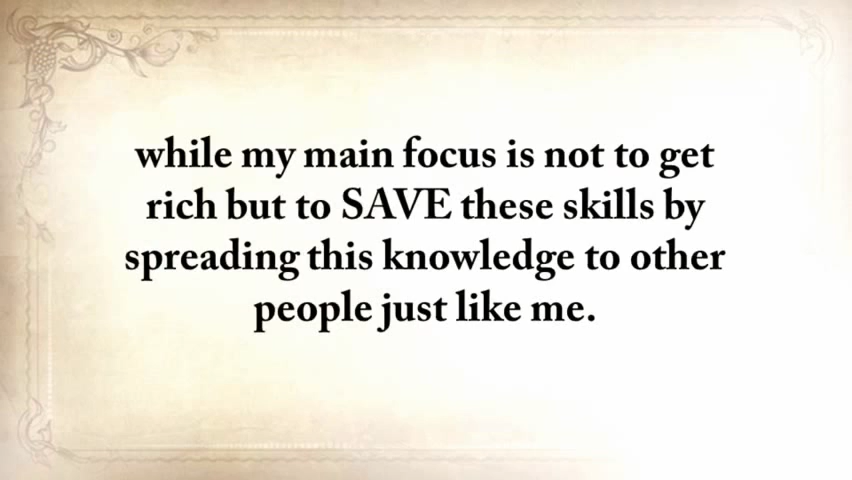 while my main focus is not to get
rich but to SAVE these skills by
spreading this knowledge to other
people just like me.